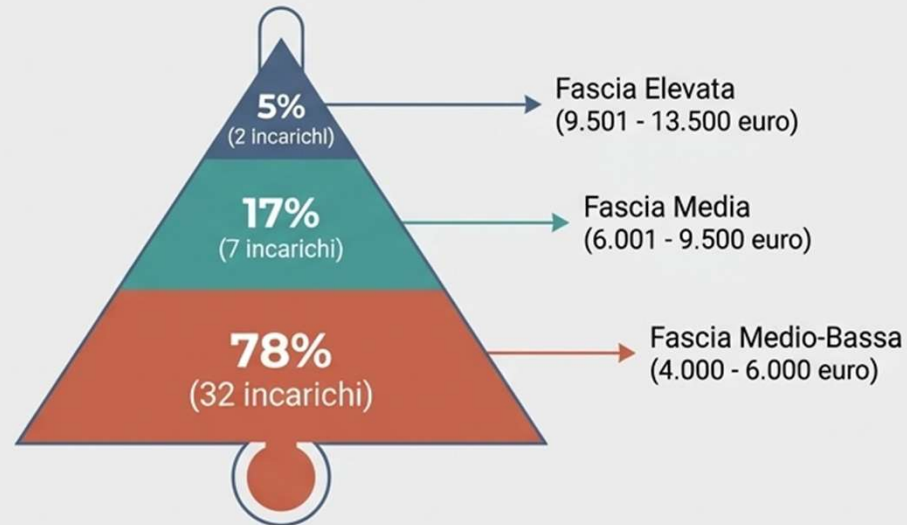 5%
(2 incarichl)
Fascia Elevata
(9.501 - 13.500 euro)
17%
(7 incarichi)
Fascia Media
(6.001 - 9.500 euro)
78%
(32 incarichi)
Fascia Medio-Bassa
(4.000 - 6.000 euro)